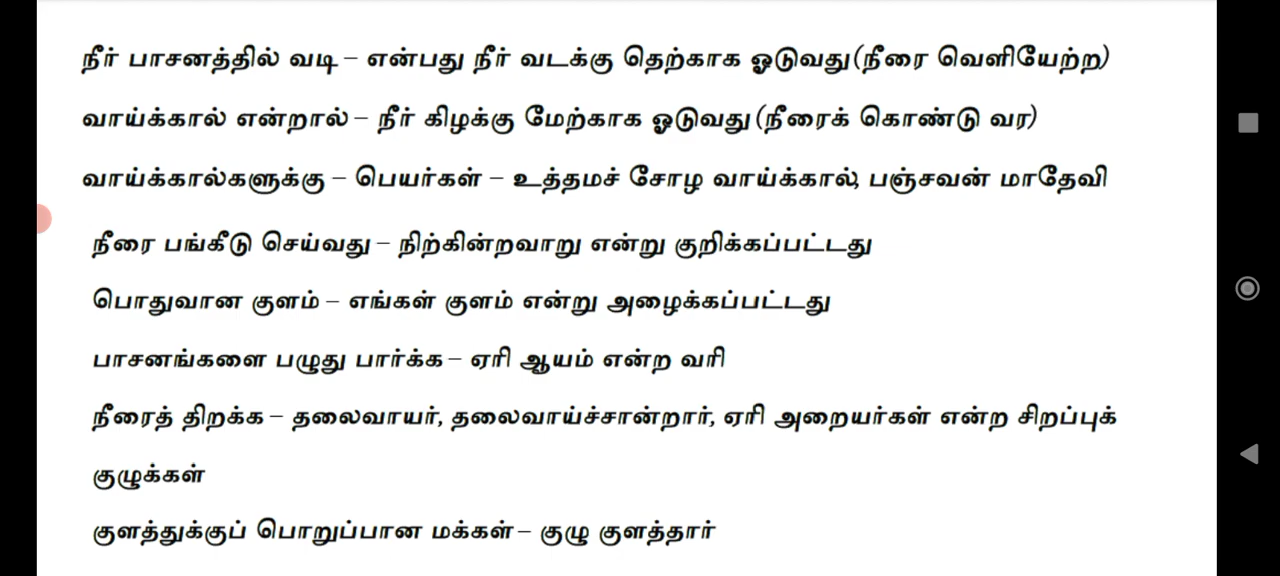 நீர் பாசனத்தில் வடி – என்பது நீர் வடக்கு தெற்காக ஓடுவது(நீரை வெளியேற்ற)
வாய்க்கால் என்றால் – நீர் கிழக்கு மேற்காக ஓடுவது(நீரைக் கொண்டு வர)
வாய்க்கால்களுக்கு – பெயர்கள் – உத்தமச் சோழ வாய்க்கால், பஞ்சவன் மாதேவி
நீரை பங்கீடு செய்வது – நிற்கின்றவாறு என்று குறிக்கப்பட்டது
பொதுவான குளம் – எங்கள் குளம் என்று அழைக்கப்பட்டது
பாசனங்களை பழுது பார்க்க – ஏரி ஆயம் என்ற வரி
நீரைத் திறக்க – தலைவாயர், தலைவாய்ச்சான்றார், ஏரி அறையர்கள் என்ற சிறப்புக்
குழுக்கள்
குளத்துக்குப் பொறுப்பான மக்கள் – குழு குளத்தார்